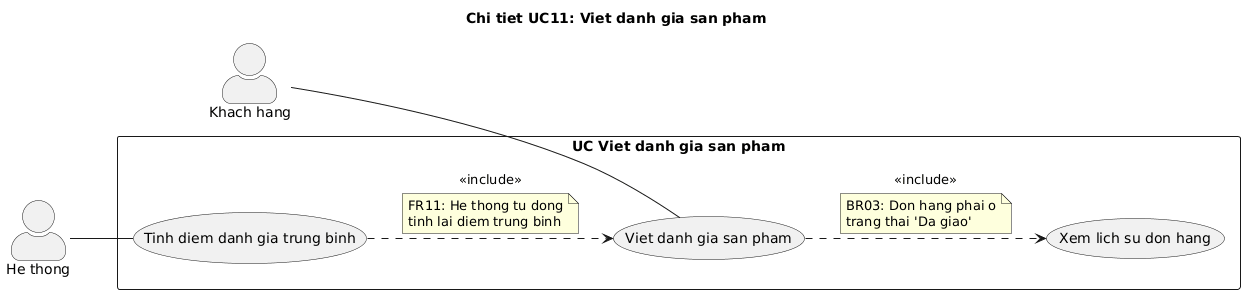 Chi tiet UC11: Viet danh gia san pham
Khach hang
UC Viet danh gia san pham
«include»
FR11: He thong tu dong
tinh lai diem trung binh
«include»
BR03: Don hang phai o
trang thai 'Da giao'
He thong
Tinh diem danh gia trung binh
Viet danh gia san pham
Xem lich su don hang